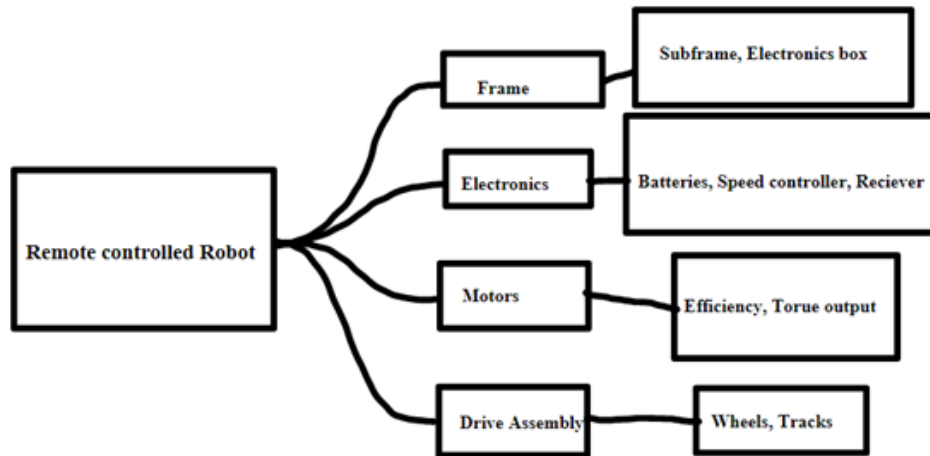 Remote controlled Robot
Frame
Subframe, Electronics box
Electronics
Batteries, Speed controller, Reciever
Motors
Efficiency, Torue output
Drive Assembly
Wheels, Tracks